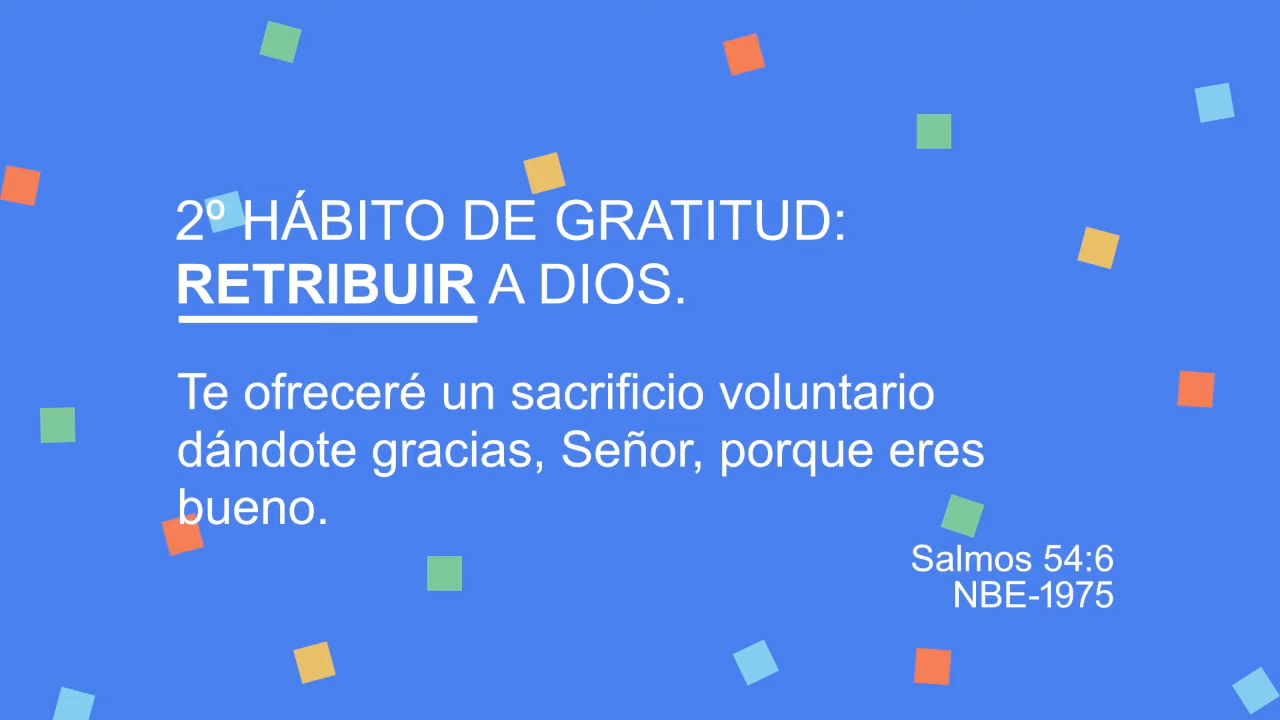 2º HÁBITO DE GRATITUD:
RETRIBUIR A DIOS.
Te ofreceré un sacrificio voluntario
dándote gracias, Señor, porque eres
bueno.
Salmos 54:6
NBE-1975